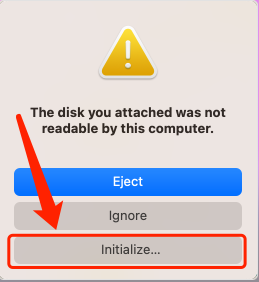 The disk you attached was not
readable by this computer.
Eject
Ignore
Initialize...